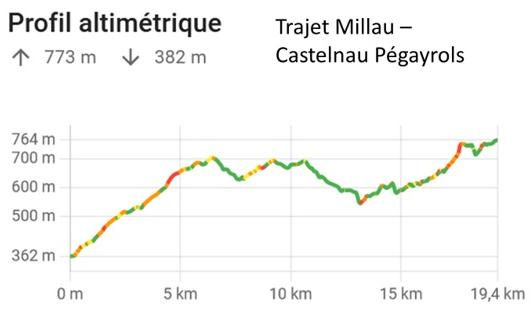 Profil altimétrique
↑ 773 m ↓ 382 m
Trajet Millau –
Castelnau Pégayrols
764 m
700 m
600 m
500 m
362 m
0 m 5 km 10 km 15 km 19,4 km